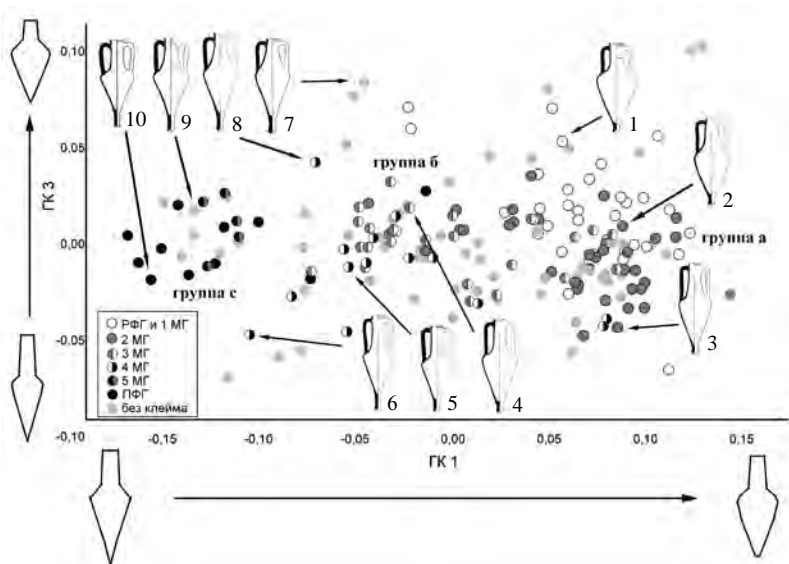 0,10
10
9
8
7
1
0,05
группа б
2
ГК 3
группа а
0,00
группа с
РФГ и 1 МГ
2 МГ
3 МГ
4 МГ
5 МГ
ПФГ
без клейма
3
-0,05
6
5
4
-0,10
-0,15
-0,10
-0,05
0,00
0,05
0,10
0,15
ГК 1